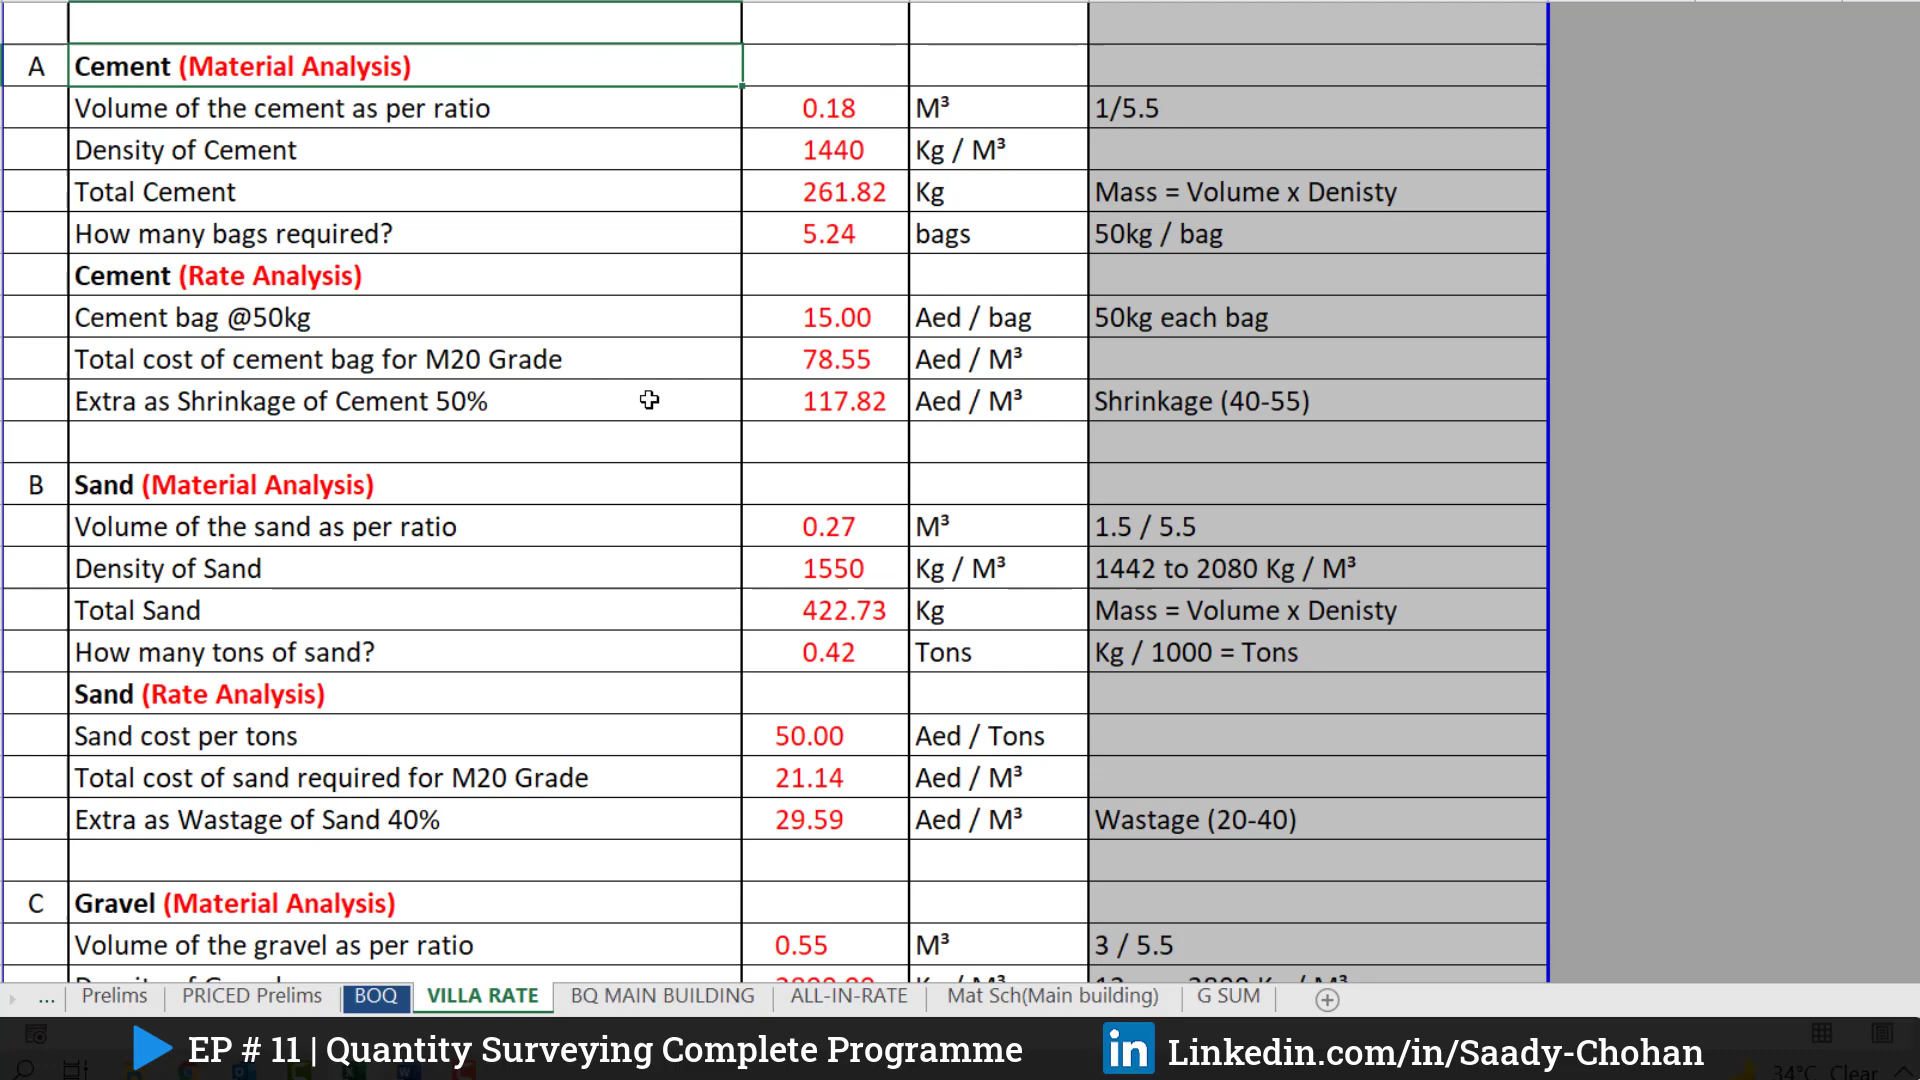 A Cement (Material Analysis)
Volume of the cement as per ratio 0.18 M³ 1/5.5
Density of Cement 1440 Kg / M³
Total Cement 261.82 Kg Mass = Volume x Denisty
How many bags required? 5.24 bags 50kg / bag
Cement (Rate Analysis)
Cement bag @50kg 15.00 Aed / bag 50kg each bag
Total cost of cement bag for M20 Grade 78.55 Aed / M³
Extra as Shrinkage of Cement 50% 117.82 Aed / M³ Shrinkage (40-55)
B Sand (Material Analysis)
Volume of the sand as per ratio 0.27 M³ 1.5 / 5.5
Density of Sand 1550 Kg / M³ 1442 to 2080 Kg / M³
Total Sand 422.73 Kg Mass = Volume x Denisty
How many tons of sand? 0.42 Tons Kg / 1000 = Tons
Sand (Rate Analysis)
Sand cost per tons 50.00 Aed / Tons
Total cost of sand required for M20 Grade 21.14 Aed / M³
Extra as Wastage of Sand 40% 29.59 Aed / M³ Wastage (20-40)
C Gravel (Material Analysis)
Volume of the gravel as per ratio 0.55 M³ 3 / 5.5
... Prelims PRICED Prelims BOQ VILLA RATE BQ MAIN BUILDING ALL-IN-RATE Mat Sch(Main building) G SUM
EP # 11 | Quantity Surveying Complete Programme in Linkedin.com/in/Saady-Chohan
34°C Clear